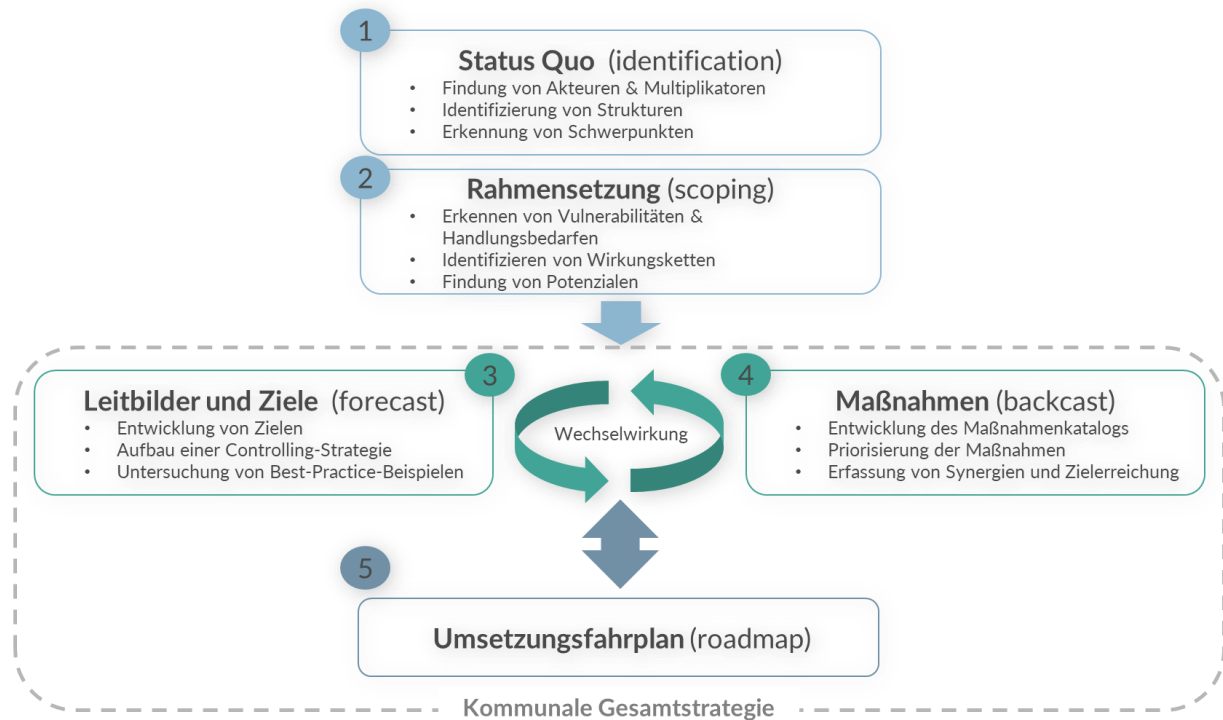 1
Status Quo (identification)
• Findung von Akteuren & Multiplikatoren
• Identifizierung von Strukturen
• Erkennung von Schwerpunkten
2
Rahmensetzung (scoping)
• Erkennen von Vulnerabilitäten &
Handlungsbedarfen
• Identifizieren von Wirkungsketten
• Findung von Potenzialen
3
Leitbilder und Ziele (forecast)
• Entwicklung von Zielen
• Aufbau einer Controlling-Strategie
• Untersuchung von Best-Practice-Beispielen
Wechselwirkung
4
Maßnahmen (backcast)
• Entwicklung des Maßnahmenkatalogs
• Priorisierung der Maßnahmen
• Erfassung von Synergien und Zielerreichung
5
Umsetzungsfahrplan (roadmap)
Kommunale Gesamtstrategie